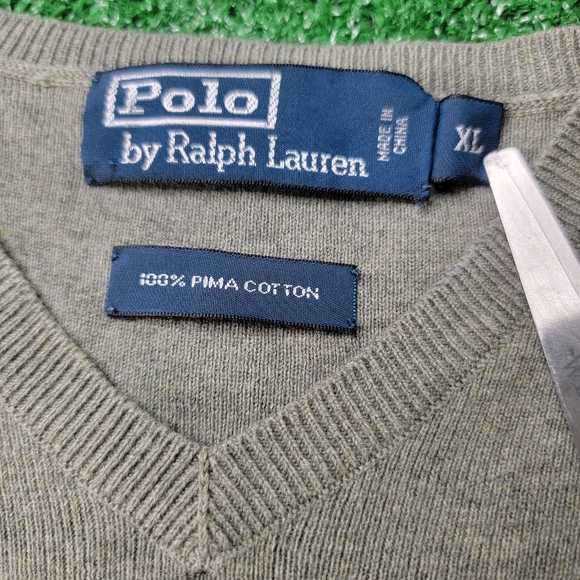 Polo
by Ralph Lauren
MADE IN
CHINA
XL
100% PIMA COTTON